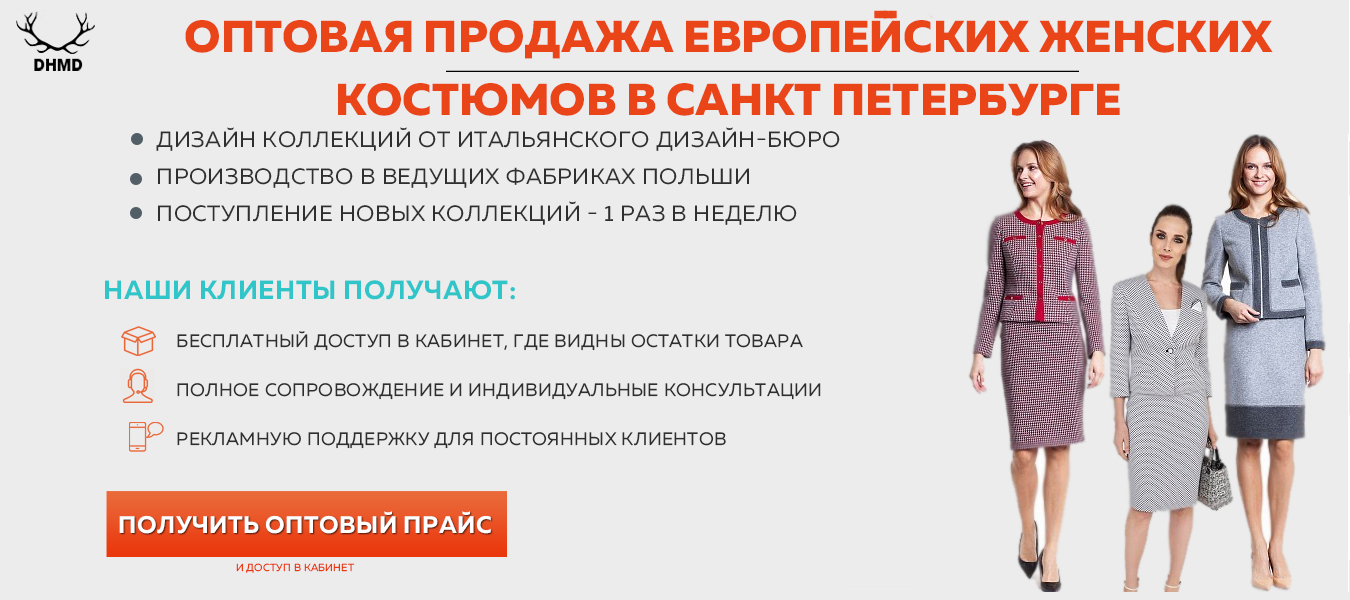 DHMD
ОПТОВАЯ ПРОДАЖА ЕВРОПЕЙСКИХ ЖЕНСКИХ
КОСТЮМОВ В САНКТ ПЕТЕРБУРГЕ
ДИЗАЙН КОЛЛЕКЦИЙ ОТ ИТАЛЬЯНСКОГО ДИЗАЙН-БЮРО
ПРОИЗВОДСТВО В ВЕДУЩИХ ФАБРИКАХ ПОЛЬШИ
ПОСТУПЛЕНИЕ НОВЫХ КОЛЛЕКЦИЙ - 1 РАЗ В НЕДЕЛЮ
НАШИ КЛИЕНТЫ ПОЛУЧАЮТ:
БЕСПЛАТНЫЙ ДОСТУП В КАБИНЕТ, ГДЕ ВИДНЫ ОСТАТКИ ТОВАРА
ПОЛНОЕ СОПРОВОЖДЕНИЕ И ИНДИВИДУАЛЬНЫЕ КОНСУЛЬТАЦИИ
РЕКЛАМНУЮ ПОДДЕРЖКУ ДЛЯ ПОСТОЯННЫХ КЛИЕНТОВ
ПОЛУЧИТЬ ОПТОВЫЙ ПРАЙС
И ДОСТУП В КАБИНЕТ